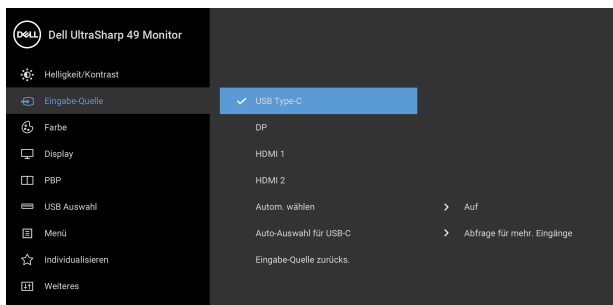 DELL Dell UltraSharp 49 Monitor
Helligkeit/Kontrast
Eingabe-Quelle USB Type-C
Farbe DP
Display HDMI 1
PBP HDMI 2
USB Auswahl Autom. wählen Auf
Menü Auto-Auswahl für USB-C Abfrage für mehr. Eingänge
Individualisieren Eingabe-Quelle zurücks.
Weiteres